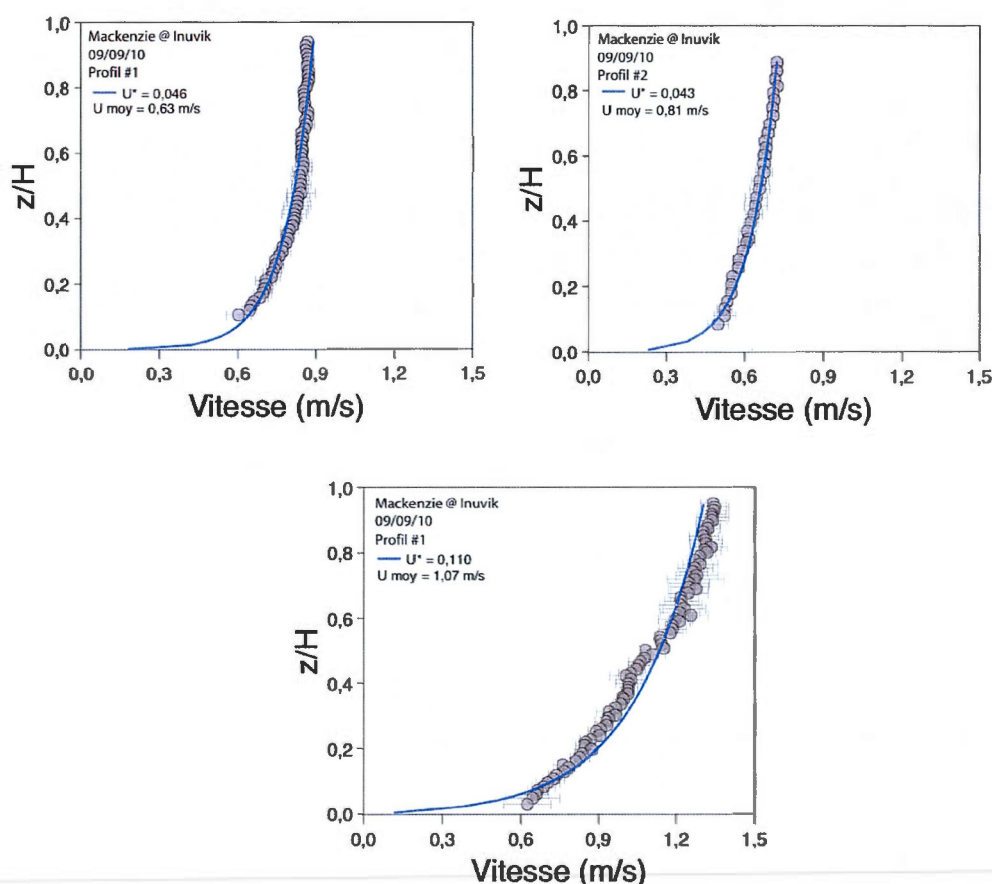 1,0
0,8
0,6
0,4
0,2
0,0
z/H
Mackenzie @ Inuvik
09/09/10
Profil #1
U* = 0,046
U moy = 0,63 m/s
0,0 0,3 0,6 0,9 1,2 1,5
Vitesse (m/s)
1,0
0,8
0,6
0,4
0,2
0,0
z/H
Mackenzie @ Inuvik
09/09/10
Profil #2
U* = 0,043
U moy = 0,81 m/s
0,0 0,3 0,6 0,9 1,2 1,5
Vitesse (m/s)
1,0
0,8
0,6
0,4
0,2
0,0
z/H
Mackenzie @ Inuvik
09/09/10
Profil #1
U* = 0,110
U moy = 1,07 m/s
0,0 0,3 0,6 0,9 1,2 1,5
Vitesse (m/s)